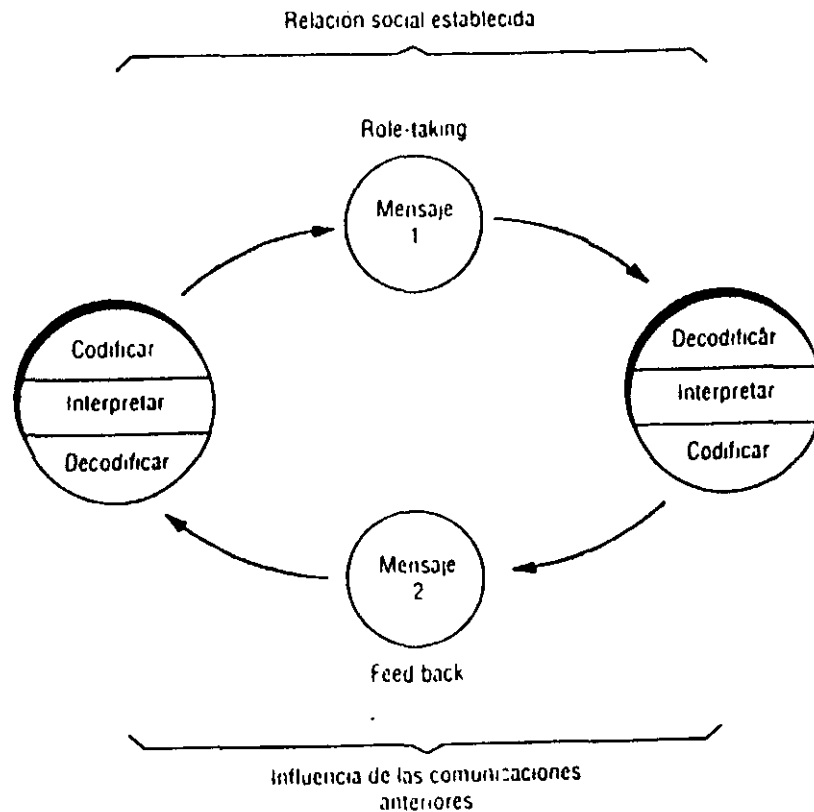 Relación social establecida
Role-taking
Mensaje
1
Codificar
Interpretar
Decodificar
Decodificar
Interpretar
Codificar
Mensaje
2
Feed back
Influencia de las comunicaciones
anteriores